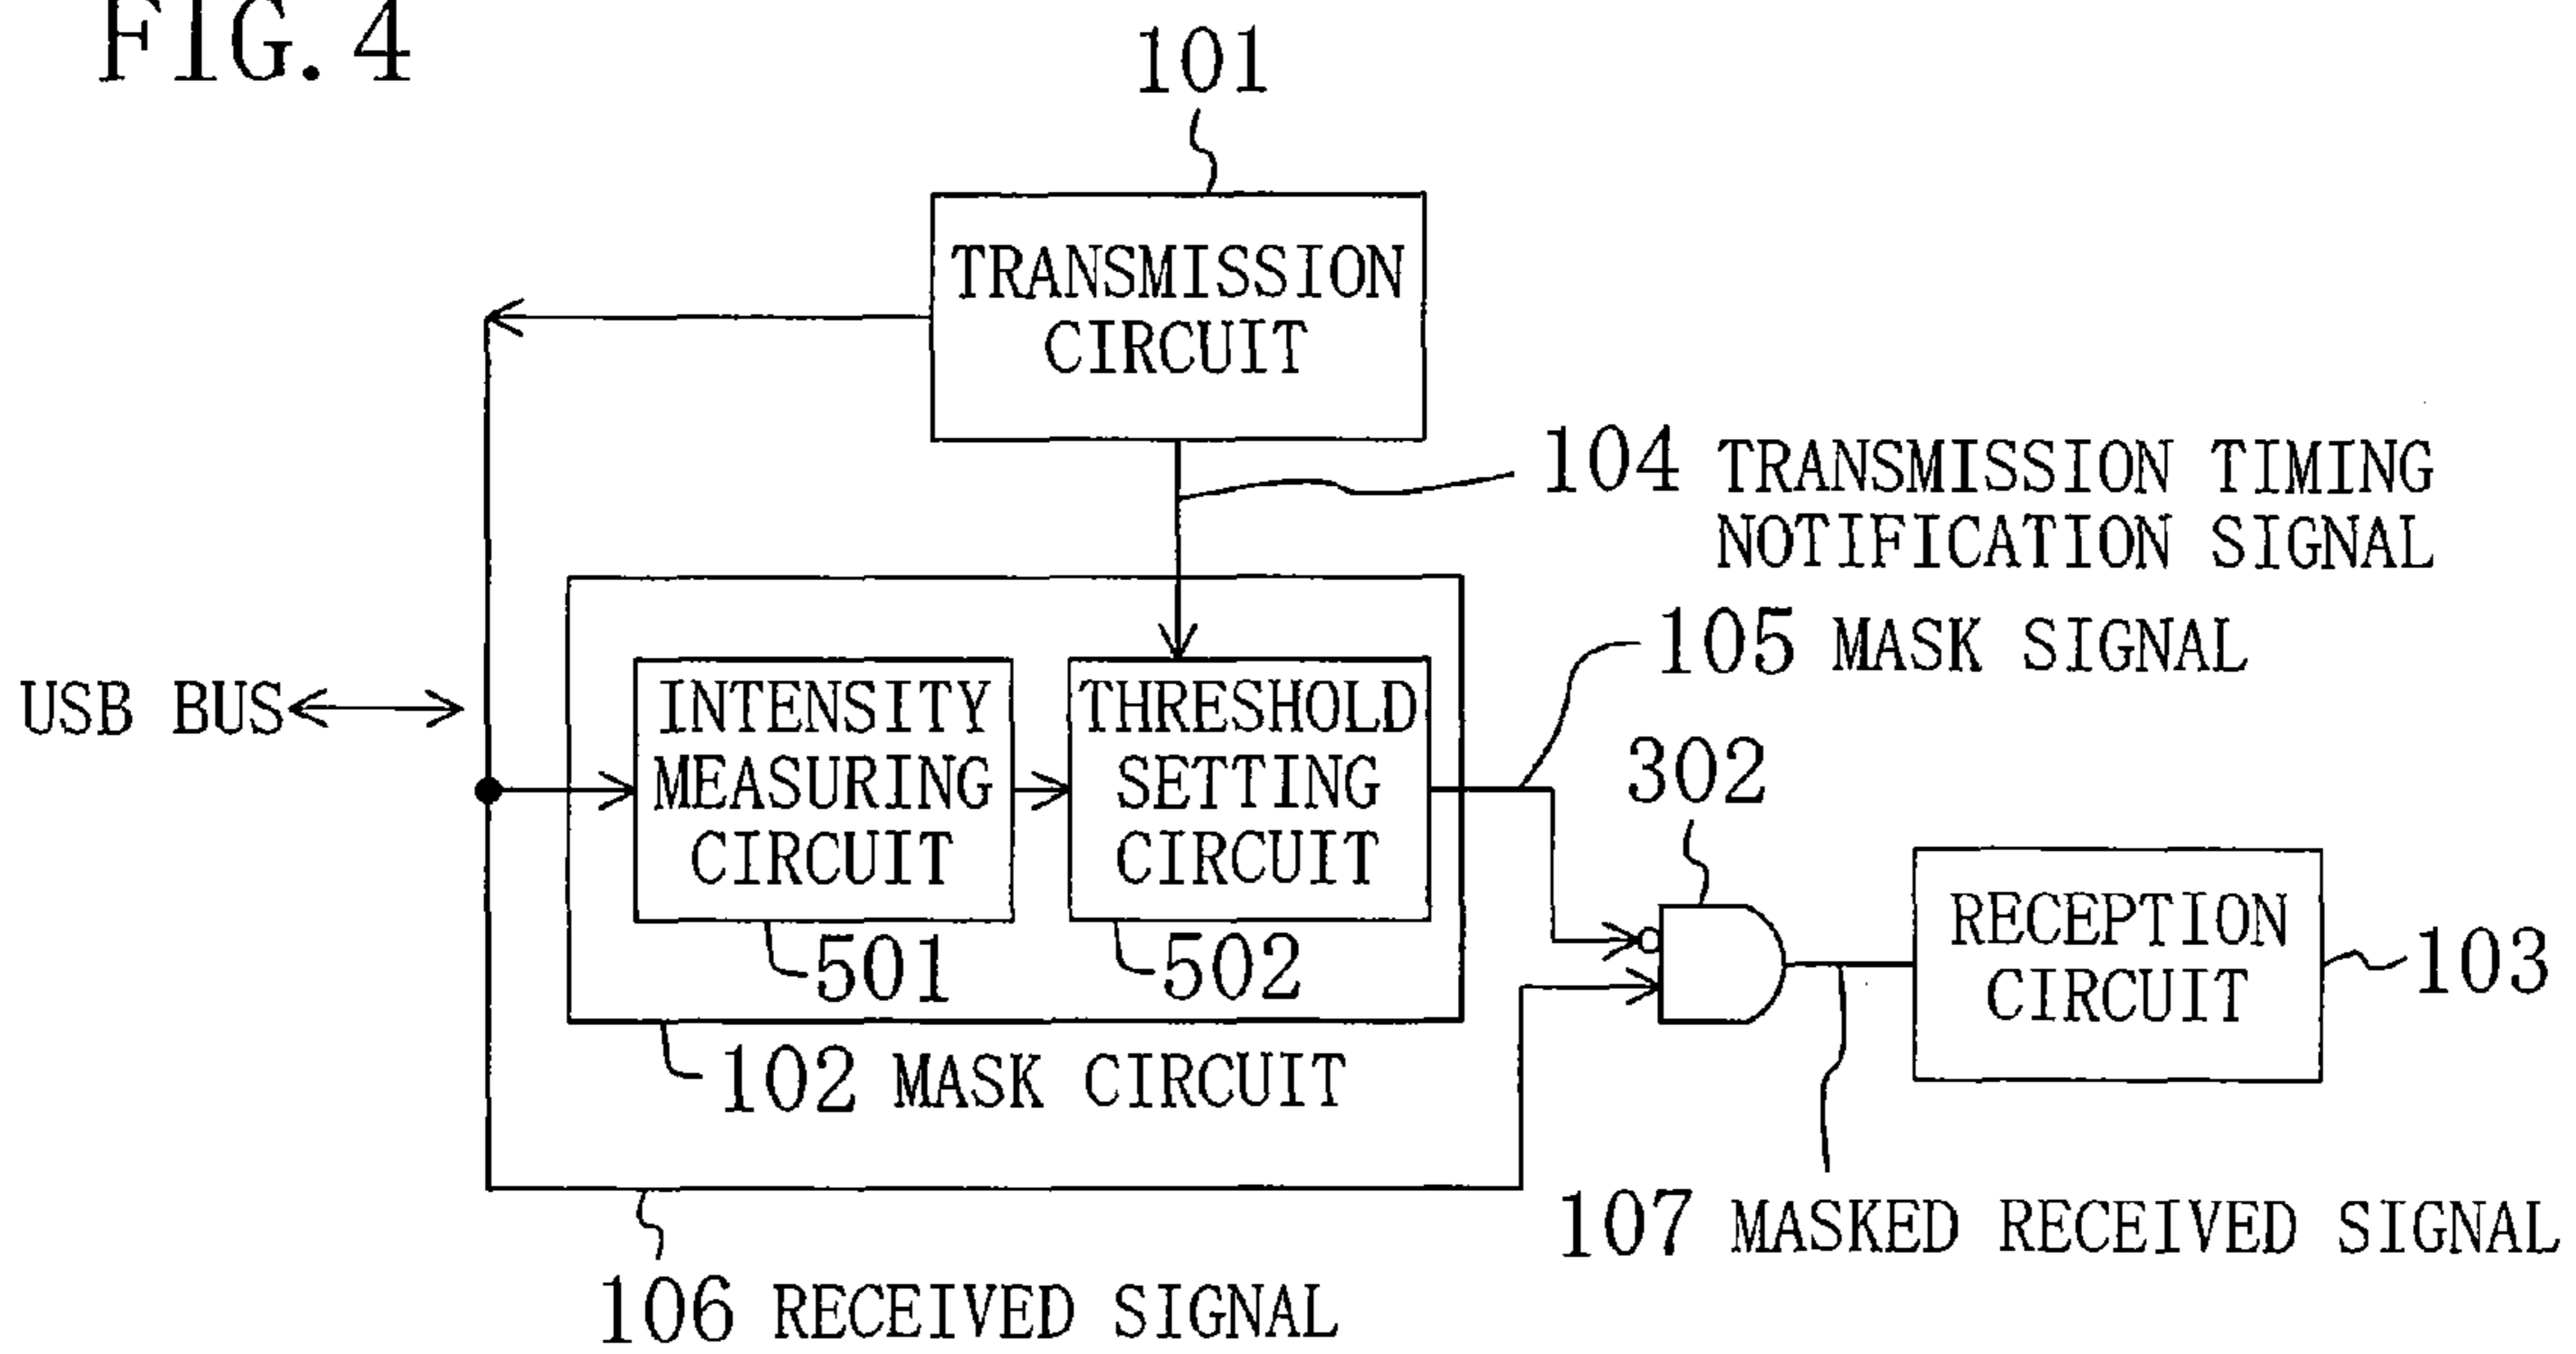 FIG. 4
101
TRANSMISSION
CIRCUIT
104 TRANSMISSION TIMING
NOTIFICATION SIGNAL
105 MASK SIGNAL
USB BUS
INTENSITY
MEASURING
CIRCUIT
THRESHOLD
SETTING
CIRCUIT
302
501
502
RECEPTION
CIRCUIT
103
102 MASK CIRCUIT
107 MASKED RECEIVED SIGNAL
106 RECEIVED SIGNAL